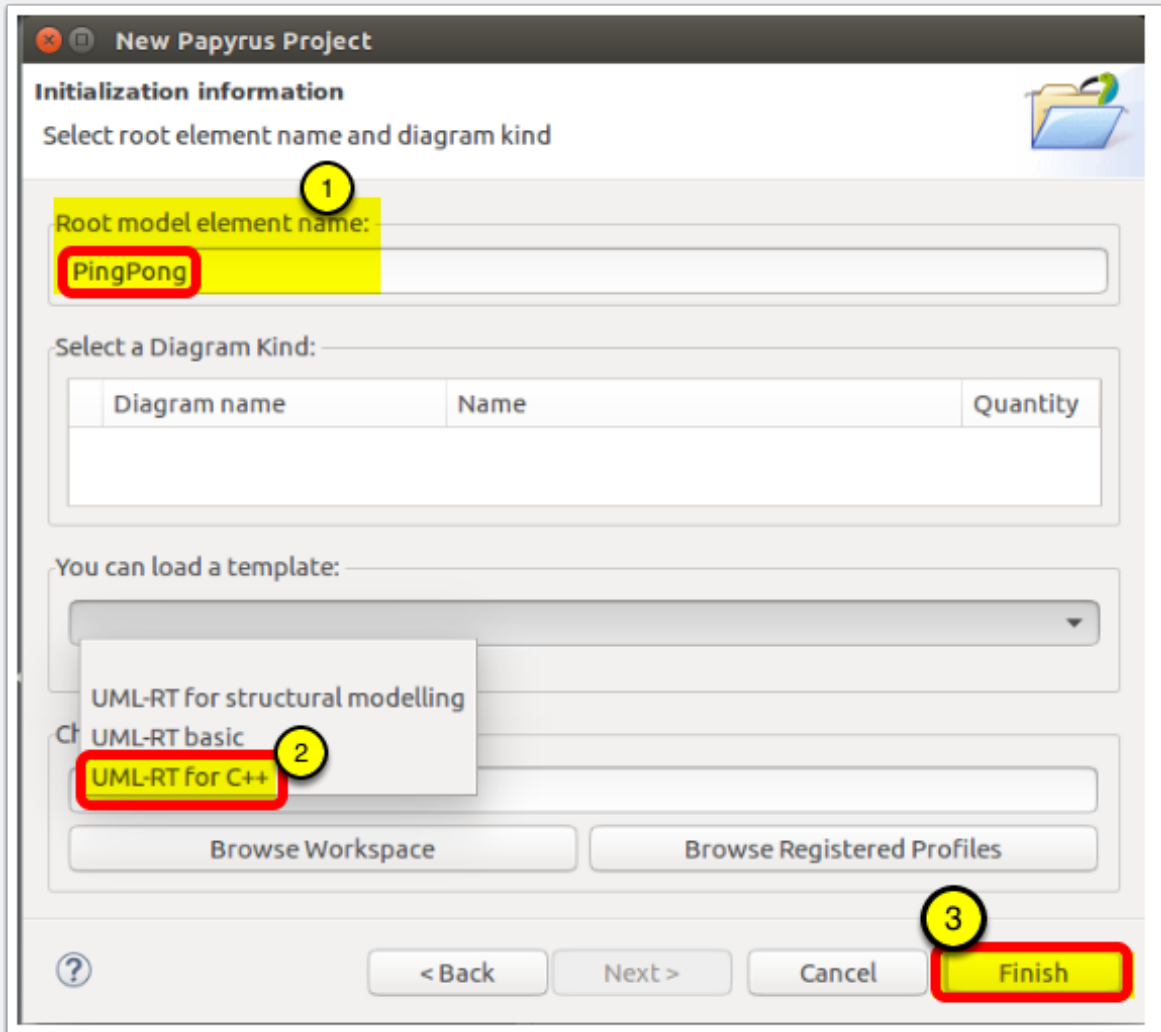 New Papyrus Project
Initialization information
Select root element name and diagram kind
1
Root model element name:
PingPong
Select a Diagram Kind:
Diagram name Name Quantity
You can load a template:
UML-RT for structural modelling
Ch UML-RT basic
2
UML-RT for C++
Browse Workspace Browse Registered Profiles
3
? < Back Next > Cancel Finish